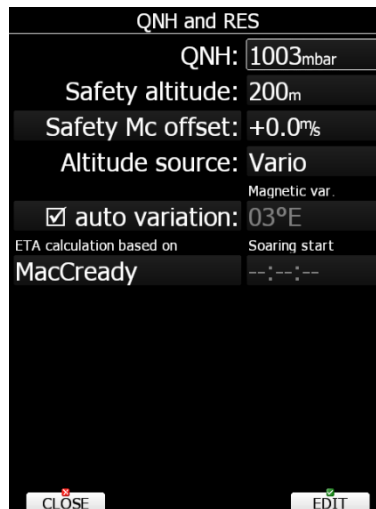 QNH and RES
QNH: 1003mbar
Safety altitude: 200m
Safety Mc offset: +0.0m/s
Altitude source: Vario
Magnetic var.
auto variation: 03°E
ETA calculation based on Soaring start
MacCready --:--:--
CLOSE EDIT